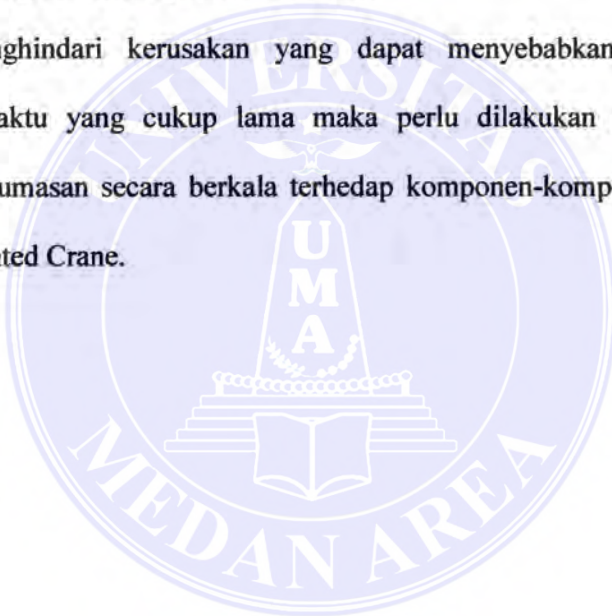 nghindari kerusakan yang dapat menyebabkan
aktu yang cukup lama maka perlu dilakukan
umasan secara berkala terhedap komponen-komp
ted Crane.
UNIVERSITAS
UMA
MEDAN AREA